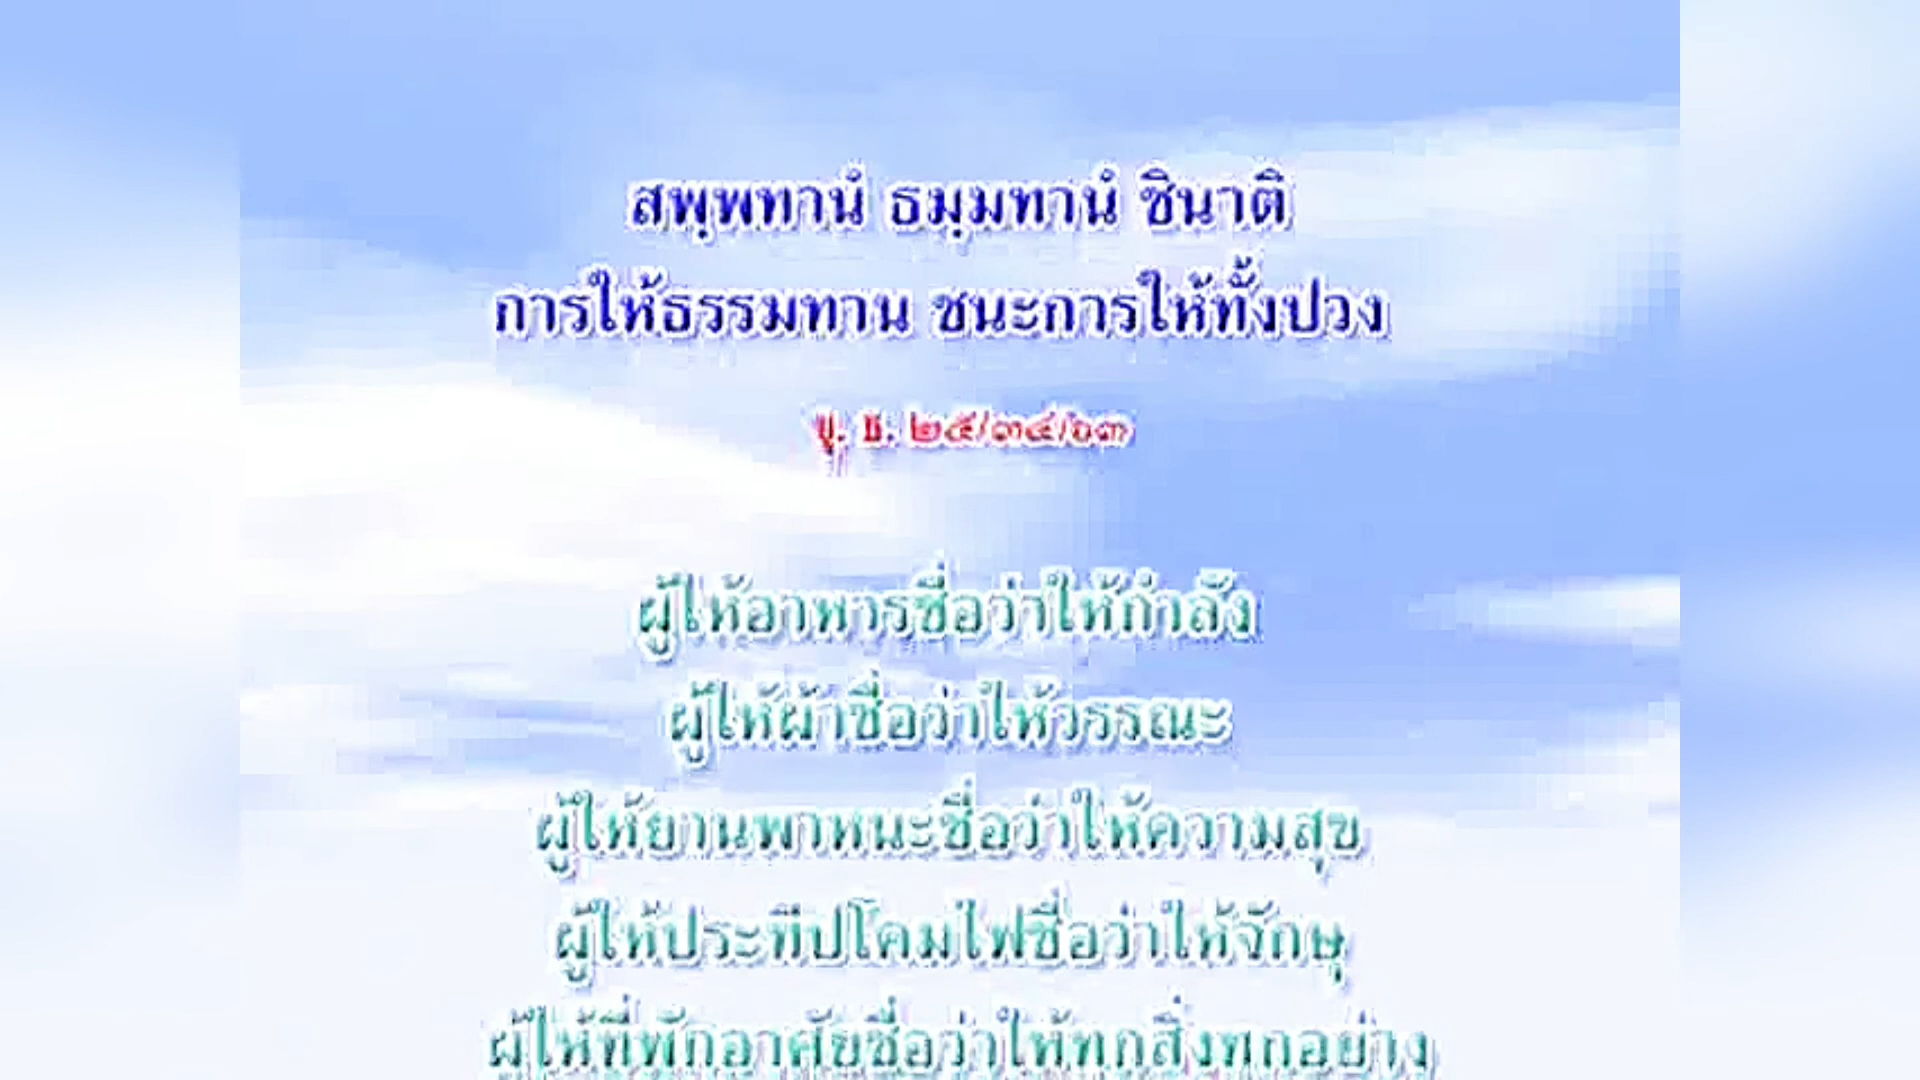 สพฺพทานํ ธมฺมทานํ ชินาติ
การให้ธรรมทาน ชนะการให้ทั้งปวง
ขุ. ธ. ๒๕/๓๔/๖๓
ผู้ให้อาหารชื่อว่าให้กำลัง
ผู้ให้ผ้าชื่อว่าให้วรรณะ
ผู้ให้ยานพาหนะชื่อว่าให้ความสุข
ผู้ให้ประทีปโคมไฟชื่อว่าให้จักษุ
ผู้ให้ที่พักอาศัยชื่อว่าให้ทุกสิ่งทุกอย่าง